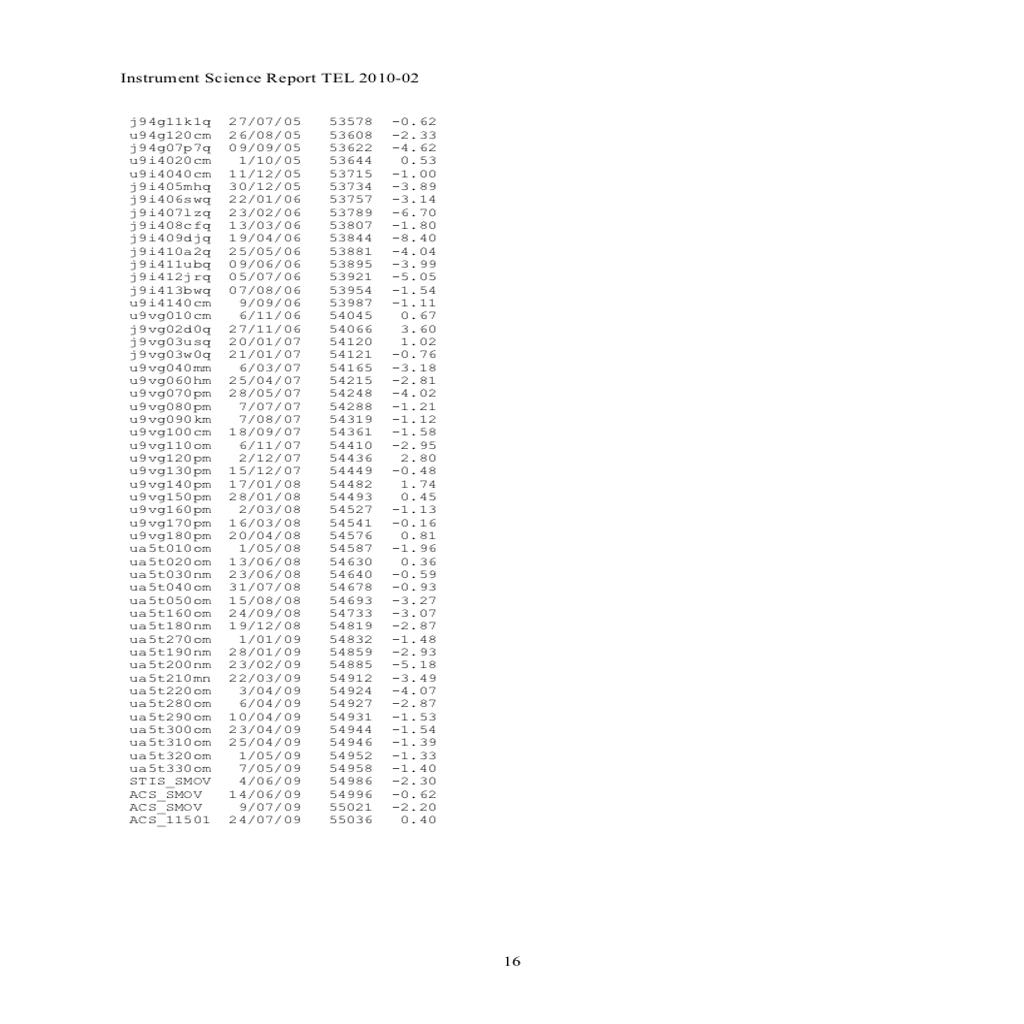 Instrument Science Report TEL 2010-02
j94g11k1q 27/07/05 53578 -0.62
u94g120cm 26/08/05 53608 -2.33
j94g07p7q 09/09/05 53622 -4.62
u9i4020cm 1/10/05 53644 0.53
u9i4040cm 11/12/05 53715 -1.00
j9i405mhq 30/12/05 53734 -3.89
j9i406swq 22/01/06 53757 -3.14
j9i407lzq 23/02/06 53789 -6.70
j9i408cfq 13/03/06 53807 -1.80
j9i409djq 19/04/06 53844 -8.40
j9i410a2q 25/05/06 53881 -4.04
j9i411ubq 09/06/06 53895 -3.99
j9i412jrq 05/07/06 53921 -5.05
j9i413bwq 07/08/06 53954 -1.54
u9i4140cm 9/09/06 53987 -1.11
u9vg010cm 6/11/06 54045 0.67
j9vg02d0q 27/11/06 54066 3.60
j9vg03usq 20/01/07 54120 1.02
j9vg03w0q 21/01/07 54121 -0.76
u9vg040mm 6/03/07 54165 -3.18
u9vg060hm 25/04/07 54215 -2.81
u9vg070pm 28/05/07 54248 -4.02
u9vg080pm 7/07/07 54288 -1.21
u9vg090km 7/08/07 54319 -1.12
u9vg100cm 18/09/07 54361 -1.58
u9vg110om 6/11/07 54410 -2.95
u9vg120pm 2/12/07 54436 2.80
u9vg130pm 15/12/07 54449 -0.48
u9vg140pm 17/01/08 54482 1.74
u9vg150pm 28/01/08 54493 0.45
u9vg160pm 2/03/08 54527 -1.13
u9vg170pm 16/03/08 54541 -0.16
u9vg180pm 20/04/08 54576 0.81
ua5t010om 1/05/08 54587 -1.96
ua5t020om 13/06/08 54630 0.36
ua5t030nm 23/06/08 54640 -0.59
ua5t040om 31/07/08 54678 -0.93
ua5t050om 15/08/08 54693 -3.27
ua5t160om 24/09/08 54733 -3.07
ua5t180nm 19/12/08 54819 -2.87
ua5t270om 1/01/09 54832 -1.48
ua5t190nm 28/01/09 54859 -2.93
ua5t200nm 23/02/09 54885 -5.18
ua5t210mn 22/03/09 54912 -3.49
ua5t220om 3/04/09 54924 -4.07
ua5t280om 6/04/09 54927 -2.87
ua5t290om 10/04/09 54931 -1.53
ua5t300om 23/04/09 54944 -1.54
ua5t310om 25/04/09 54946 -1.39
ua5t320om 1/05/09 54952 -1.33
ua5t330om 7/05/09 54958 -1.40
STIS_SMOV 4/06/09 54986 -2.30
ACS_SMOV 14/06/09 54996 -0.62
ACS_SMOV 9/07/09 55021 -2.20
ACS_11501 24/07/09 55036 0.40
16